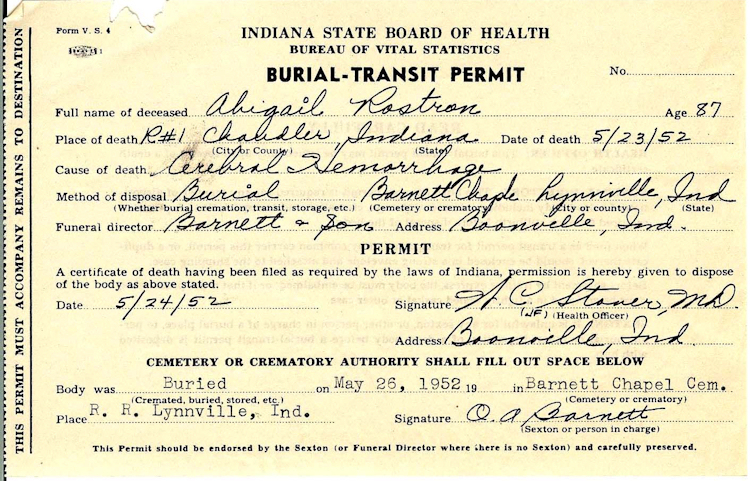 Form V. S. 4
INDIANA STATE BOARD OF HEALTH
BUREAU OF VITAL STATISTICS
BURIAL-TRANSIT PERMIT
No.
Full name of deceased Abigail Rostron Age 87
Place of death R#1 Chandler, Indiana Date of death 5/23/52
(City or County) (State)
Cause of death Cerebral Hemorrhage
Method of disposal Burial Barnett Chaple Lynnville, Ind
(Whether burial cremation, transit, storage, etc.) (Cemetery or crematory) (City or county) (State)
Funeral director Barnett & Son Address Boonville, Ind.
PERMIT
A certificate of death having been filed as required by the laws of Indiana, permission is hereby given to dispose
of the body as above stated.
Date 5/24/52 Signature W. C. Stover, MD
(WF) (Health Officer)
Address Boonville, Ind.
CEMETERY OR CREMATORY AUTHORITY SHALL FILL OUT SPACE BELOW
Body was Buried on May 26, 1952 19 in Barnett Chapel Cem.
(Cremated, buried, stored, etc.) (Cemetery or crematory)
Place R. R. Lynnville, Ind. Signature O. A Barnett
(Sexton or person in charge)
This Permit should be endorsed by the Sexton (or Funeral Director where there is no Sexton) and carefully preserved.
THIS PERMIT MUST ACCOMPANY REMAINS TO DESTINATION